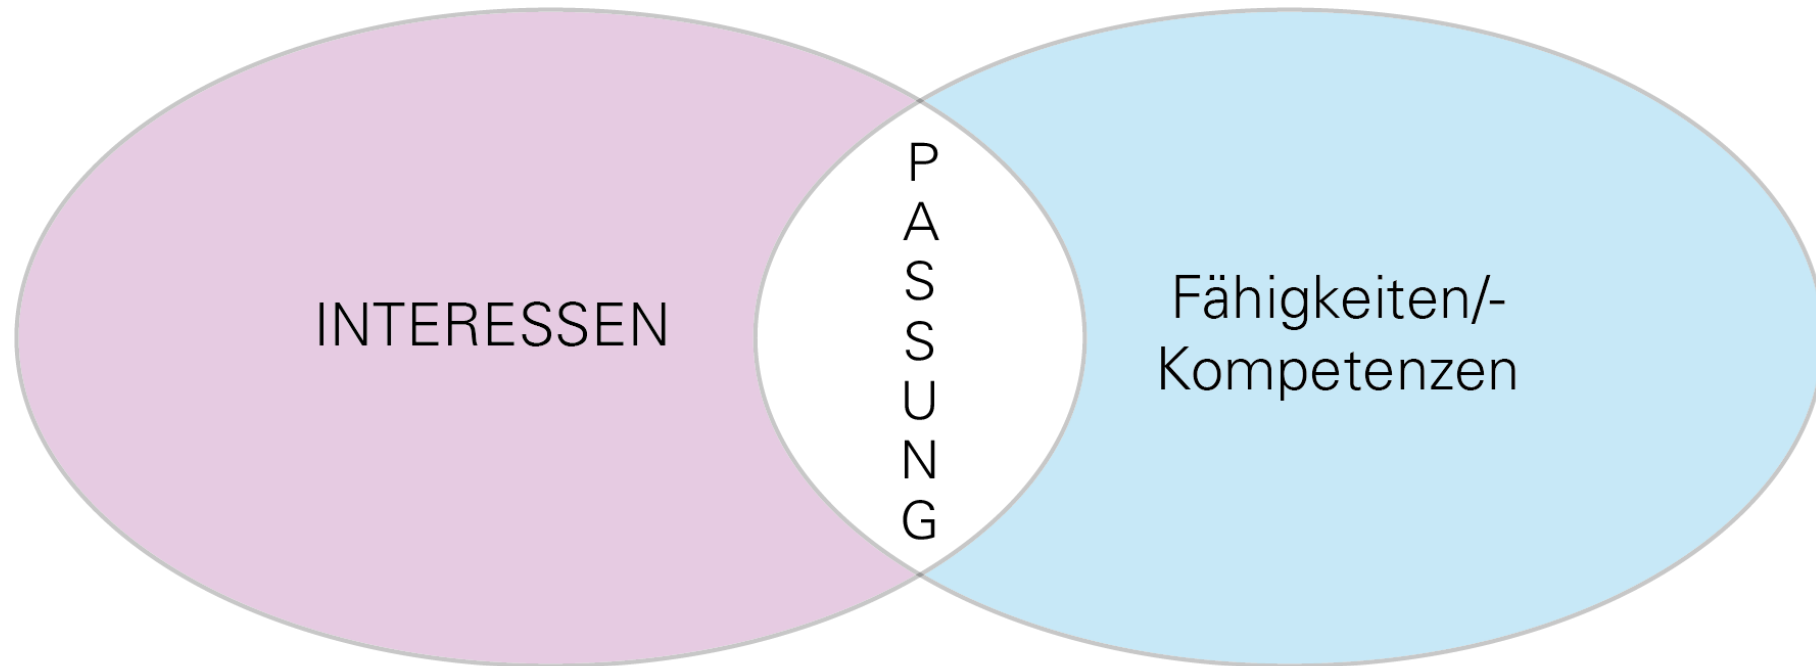 INTERESSEN
P
A
S
S
U
N
G
Fähigkeiten/-
Kompetenzen